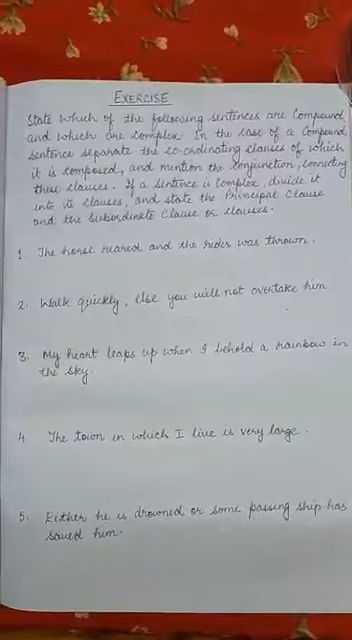 EXERCISE
State which of the following sentences are Compound
and which are complex. In the case of a Compound
sentence separate the co-ordinating clauses of which
it is composed, and mention the conjunction, connecting
these clauses. If a sentence is Complex, divide it
into its clauses, and state the Principal Clause
and the Subordinate Clause or clauses.
1. The horse reared and the rider was thrown.
2. Walk quickly, else you will not overtake him.
3. My heart leaps up when I behold a rainbow in
the sky.
4. The town in which I live is very large.
5. Either he is drowned or some passing ship has
saved him.